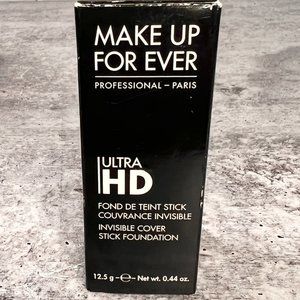 MAKE UP
FOR EVER
PROFESSIONAL – PARIS
ULTRA
HD
FOND DE TEINT STICK
COUVRANCE INVISIBLE
INVISIBLE COVER
STICK FOUNDATION
12.5 g ℮ Net wt. 0.44 oz.